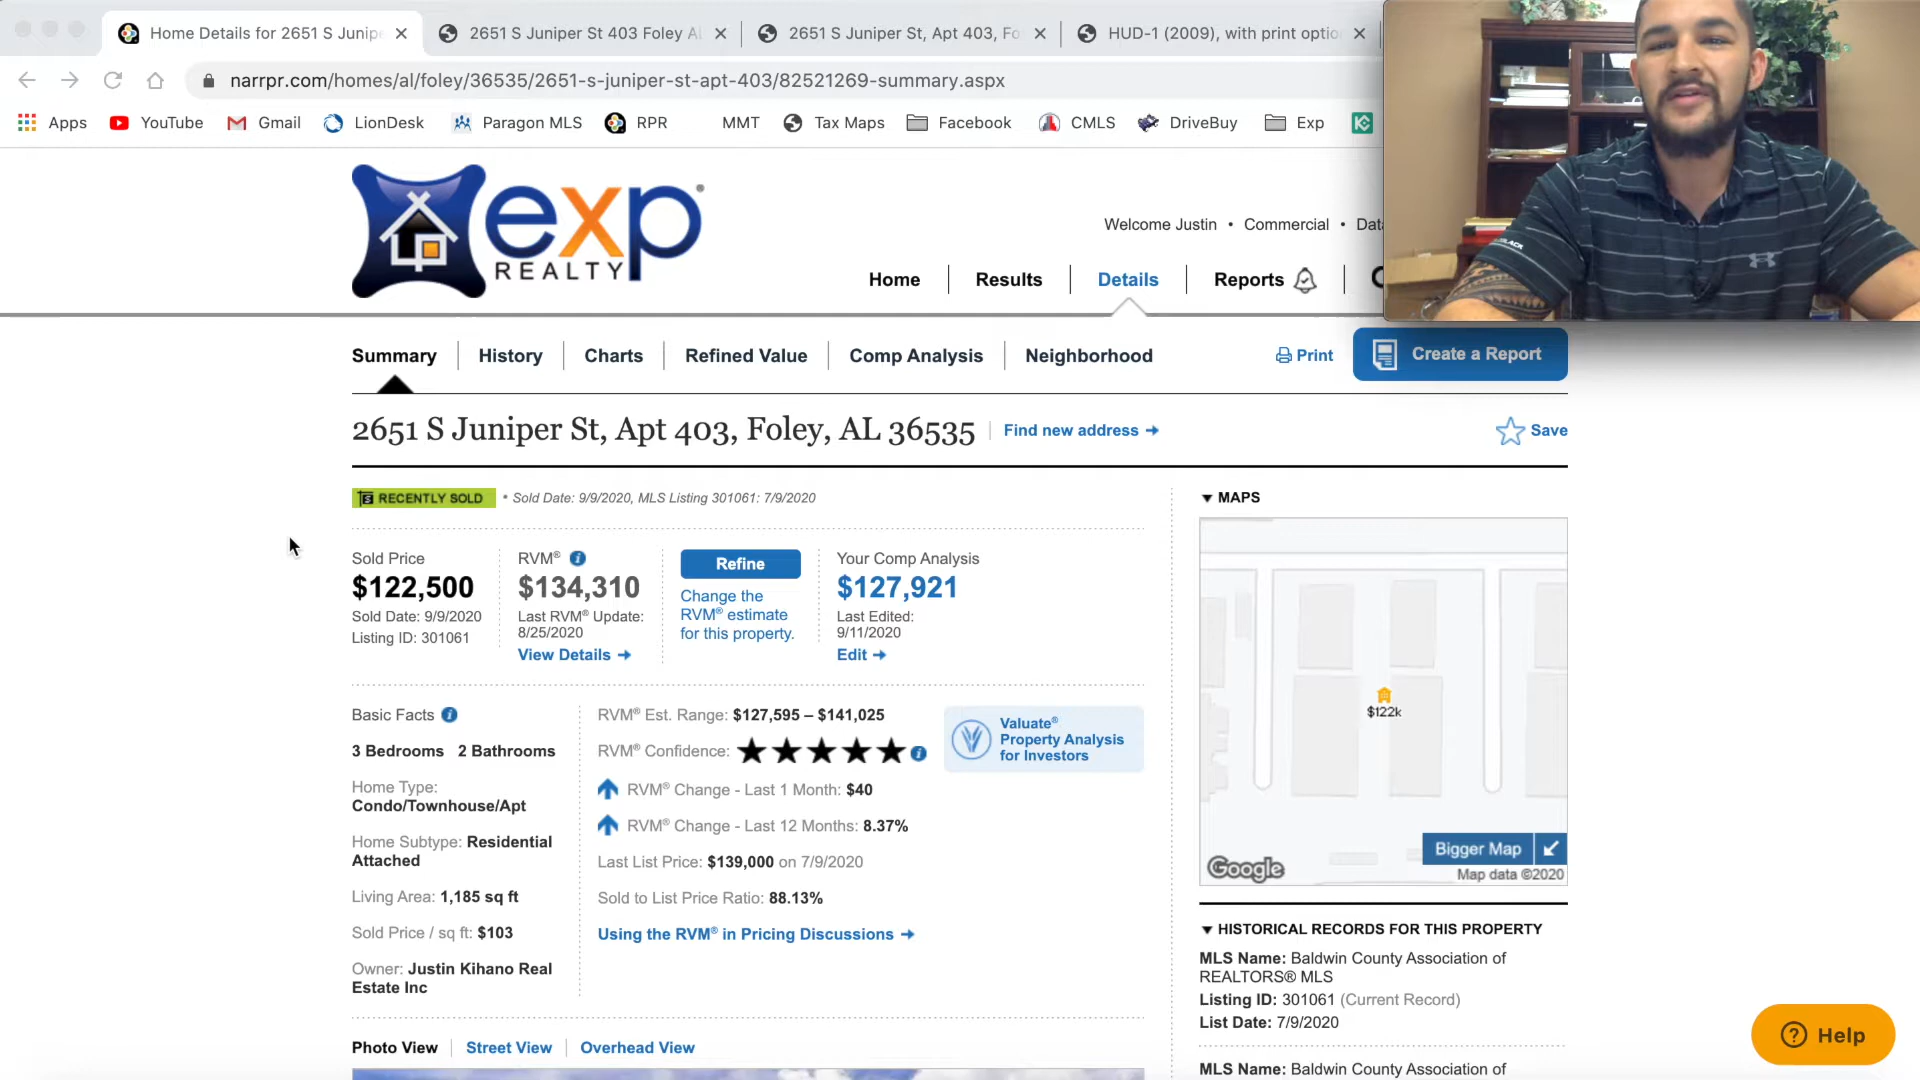 Home Details for 2651 S Junipe
2651 S Juniper St 403 Foley AL
2651 S Juniper St, Apt 403, Fo
HUD-1 (2009), with print optio
narrpr.com/homes/al/foley/36535/2651-s-juniper-st-apt-403/82521269-summary.aspx
Apps YouTube Gmail LionDesk Paragon MLS RPR MMT Tax Maps Facebook CMLS DriveBuy Exp
exp®
REALTY
Welcome Justin • Commercial • Data
Home Results Details Reports
Summary History Charts Refined Value Comp Analysis Neighborhood Print Create a Report
2651 S Juniper St, Apt 403, Foley, AL 36535 Find new address Save
RECENTLY SOLD • Sold Date: 9/9/2020, MLS Listing 301061: 7/9/2020
Sold Price
$122,500
Sold Date: 9/9/2020
Listing ID: 301061
RVM®
$134,310
Last RVM® Update:
8/25/2020
View Details
Refine
Change the
RVM® estimate
for this property.
Your Comp Analysis
$127,921
Last Edited:
9/11/2020
Edit
Basic Facts
3 Bedrooms 2 Bathrooms
Home Type:
Condo/Townhouse/Apt
Home Subtype: Residential
Attached
Living Area: 1,185 sq ft
Sold Price / sq ft: $103
Owner: Justin Kihano Real
Estate Inc
RVM® Est. Range: $127,595 – $141,025
RVM® Confidence:
RVM® Change - Last 1 Month: $40
RVM® Change - Last 12 Months: 8.37%
Last List Price: $139,000 on 7/9/2020
Sold to List Price Ratio: 88.13%
Using the RVM® in Pricing Discussions
Valuate®
Property Analysis
for Investors
Photo View Street View Overhead View
MAPS
$122k
Bigger Map
Google
Map data ©2020
HISTORICAL RECORDS FOR THIS PROPERTY
MLS Name: Baldwin County Association of
REALTORS® MLS
Listing ID: 301061 (Current Record)
List Date: 7/9/2020
MLS Name: Baldwin County Association of
Help